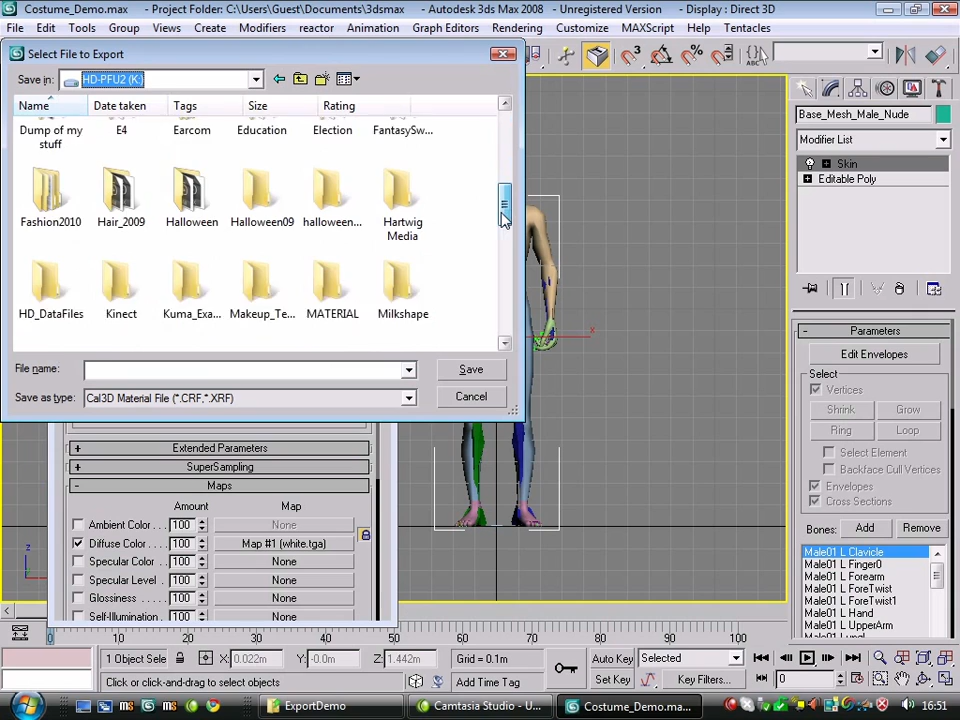 Costume_Demo.max - Project Folder: C:\Users\Guest\Documents\3dsmax - Autodesk 3ds Max 2008 - Unregistered Version - Display : Direct 3D
File Edit Tools Group Views Create Modifiers reactor Animation Graph Editors Rendering Customize MAXScript Help Tentacles
Select File to Export
Save in: HD-PFU2 (K:)
Base_Mesh_Male_Nude
Name Date taken Tags Size Rating
Modifier List
Dump of my stuff E4 Earcom Education Election FantasySw...
Skin
Editable Poly
Fashion2010 Hair_2009 Halloween Halloween09 halloween... Hartwig Media
HD_DataFiles Kinect Kuma_Exa... Makeup_Te... MATERIAL Milkshape
x
Parameters
Edit Envelopes
File name: Save
Select
Vertices
Save as type: Cal3D Material File (*.CRF,*.XRF) Cancel
Shrink Grow
Ring Loop
Extended Parameters
Select Element
SuperSampling
Backface Cull Vertices
Maps
Envelopes
Cross Sections
Amount Map
Ambient Color . . . 100 None
Bones: Add Remove
Diffuse Color . . . . 100 Map #1 (white.tga)
Male01 L Clavicle
Specular Color . . 100 None
Male01 L Finger0
Male01 L Forearm
z
Specular Level . . 100 None
Male01 L ForeTwist
Male01 L ForeTwist1
Glossiness . . . . . 100 None
Male01 L Hand
Self-Illumination . 100 None
Male01 L UpperArm
0 10 20 30 40 50 60 70 80 90 100
1 Object Sele X: 0.022m Y: -0.0m Z: 1.442m Grid = 0.1m Auto Key Selected
Click or click-and-drag to select objects Add Time Tag Set Key Key Filters... 0
ExportDemo Camtasia Studio - U... Costume_Demo.ma... 16:51